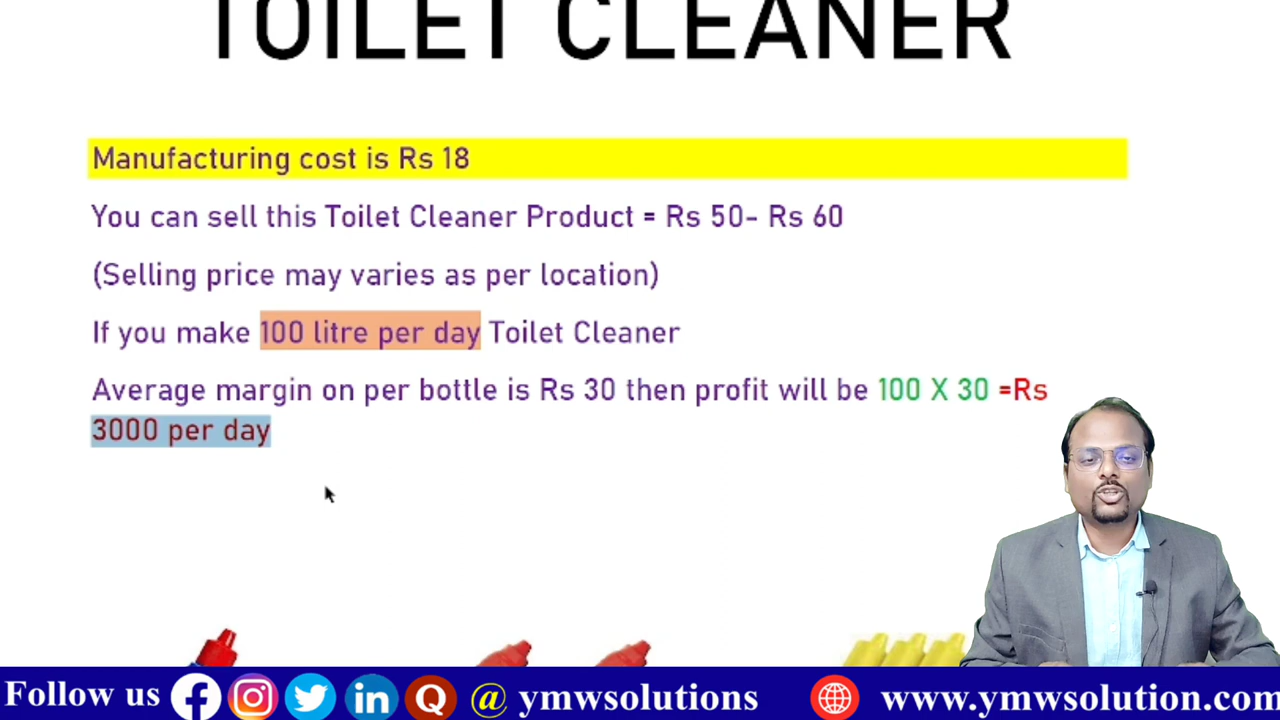 TOILET CLEANER
Manufacturing cost is Rs 18
You can sell this Toilet Cleaner Product = Rs 50- Rs 60
(Selling price may varies as per location)
If you make 100 litre per day Toilet Cleaner
Average margin on per bottle is Rs 30 then profit will be 100 X 30 =Rs
3000 per day
Follow us @ ymwsolutions www.ymwsolution.com